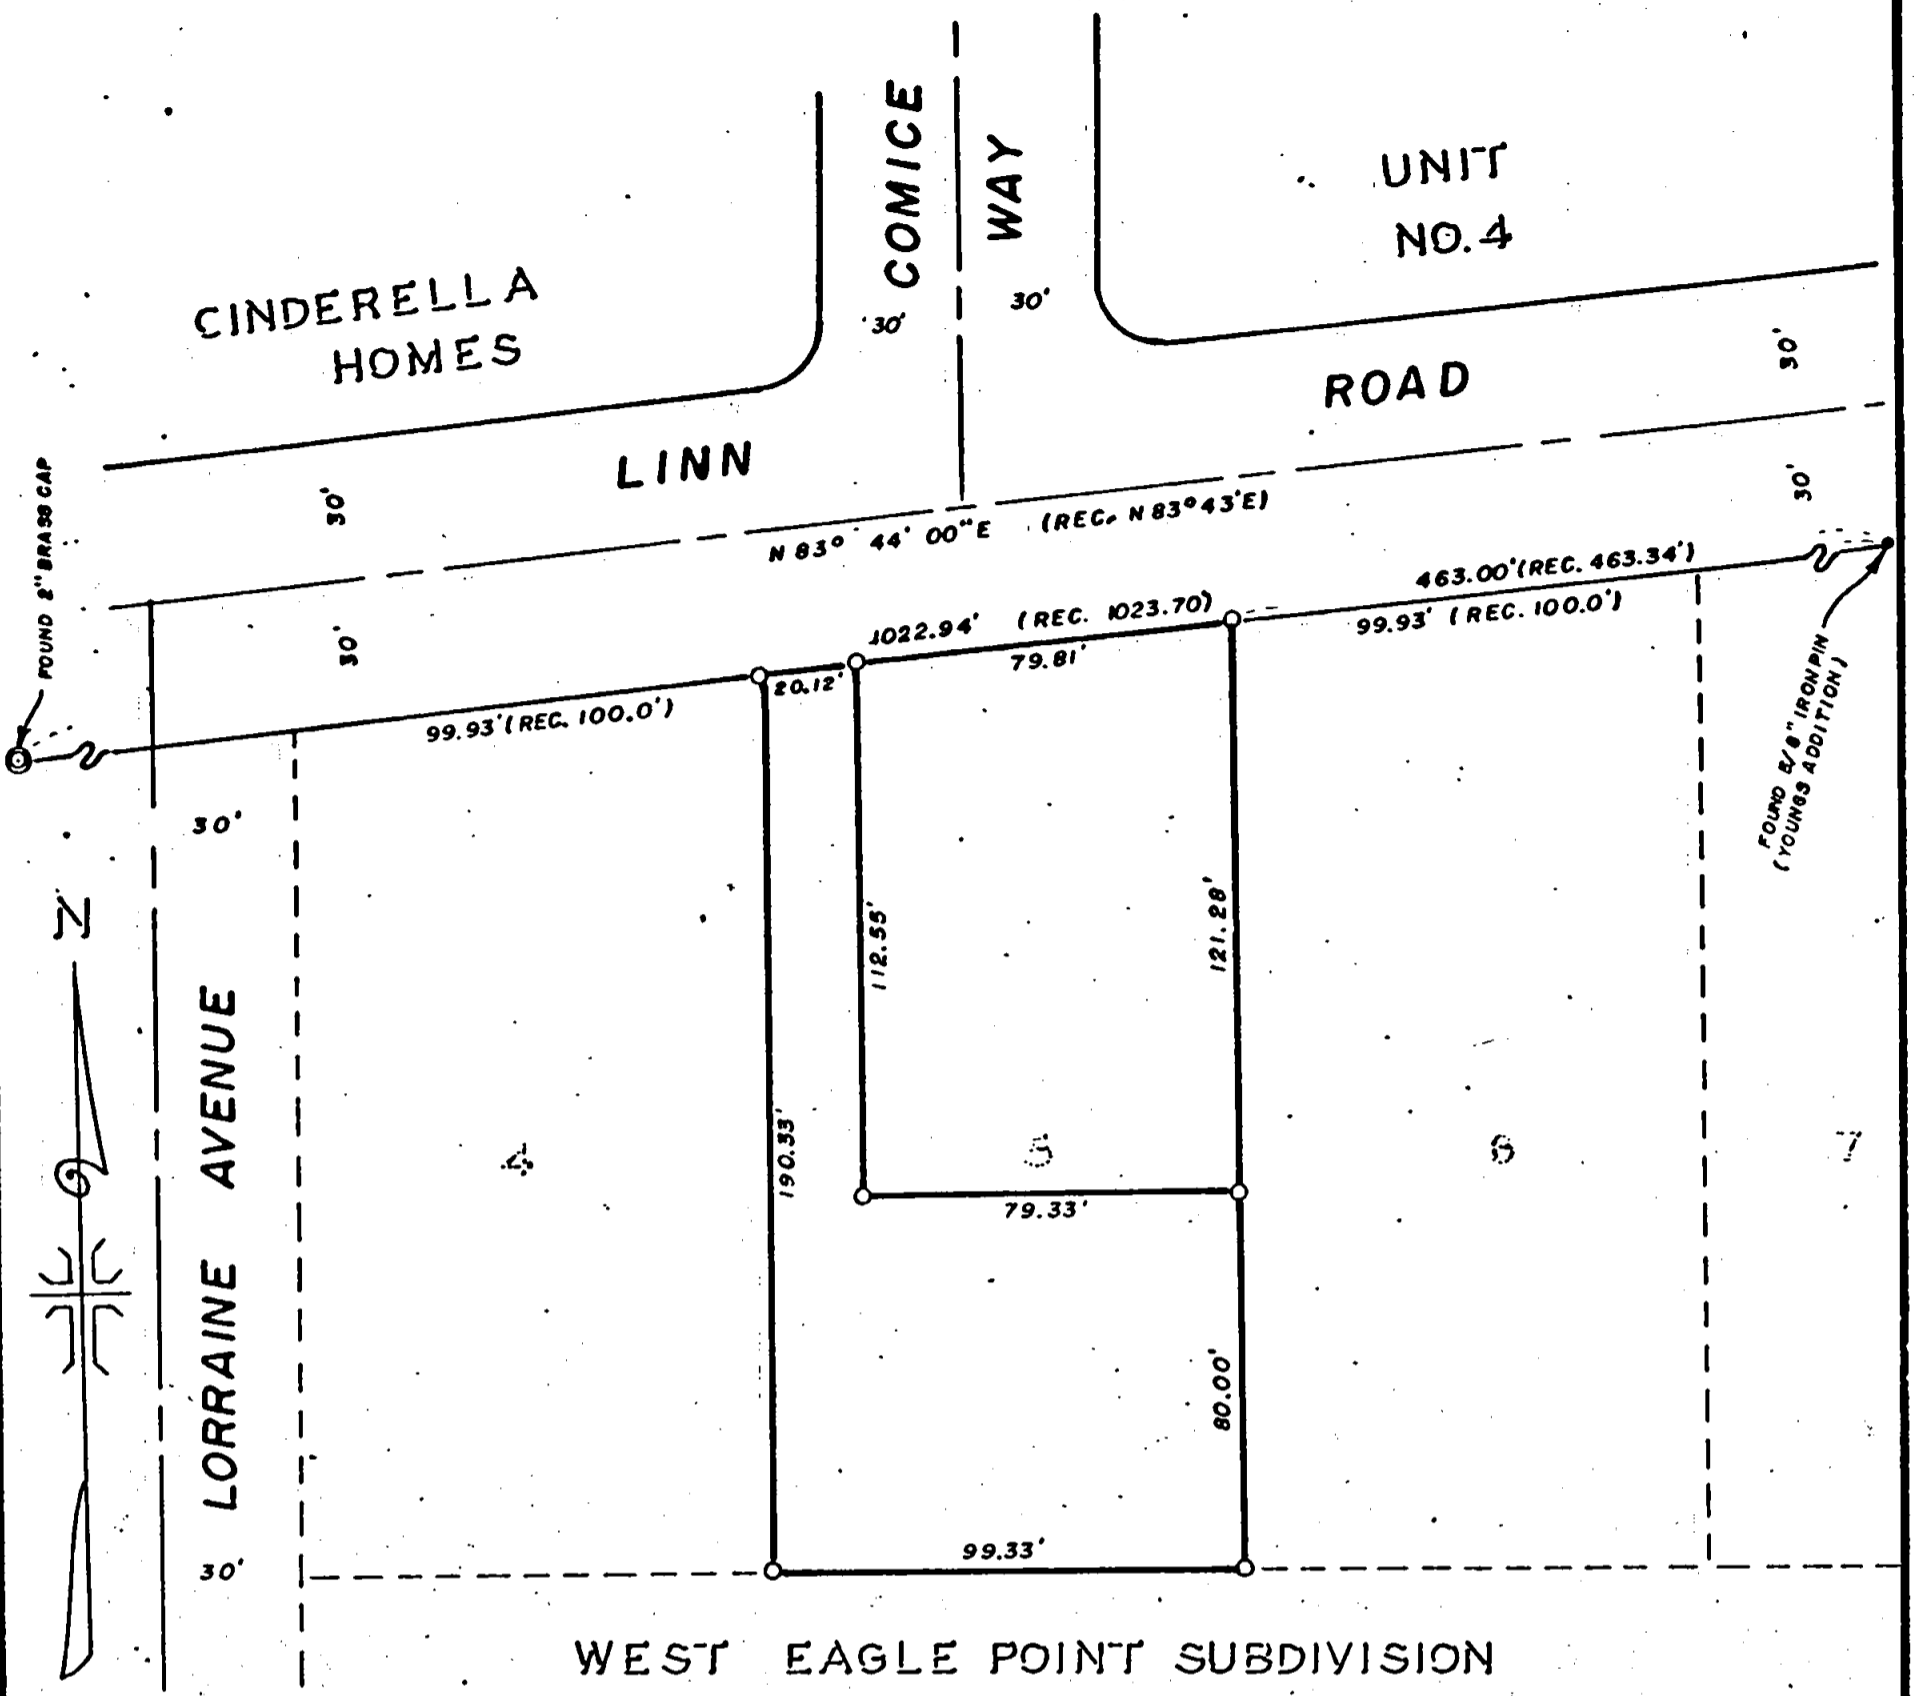 COMICE
WAY
UNIT
NO. 4
CINDERELLA
HOMES
30'
30'
30'
ROAD
LINN
FOUND 2" BRASS CAP
30'
30'
N 83° 44' 00" E (REC. N 83° 43' E)
463.00' (REC. 463.34')
1022.94' (REC. 1023.70)
99.93' (REC. 100.0')
30'
79.81'
20.12'
99.93' (REC. 100.0')
FOUND 5/8" IRON PIN
(YOUNGS ADDITION)
30'
N
112.55'
121.28'
LORRAINE AVENUE
190.33'
4
5
6
7
79.33'
80.00'
99.33'
30'
WEST EAGLE POINT SUBDIVISION